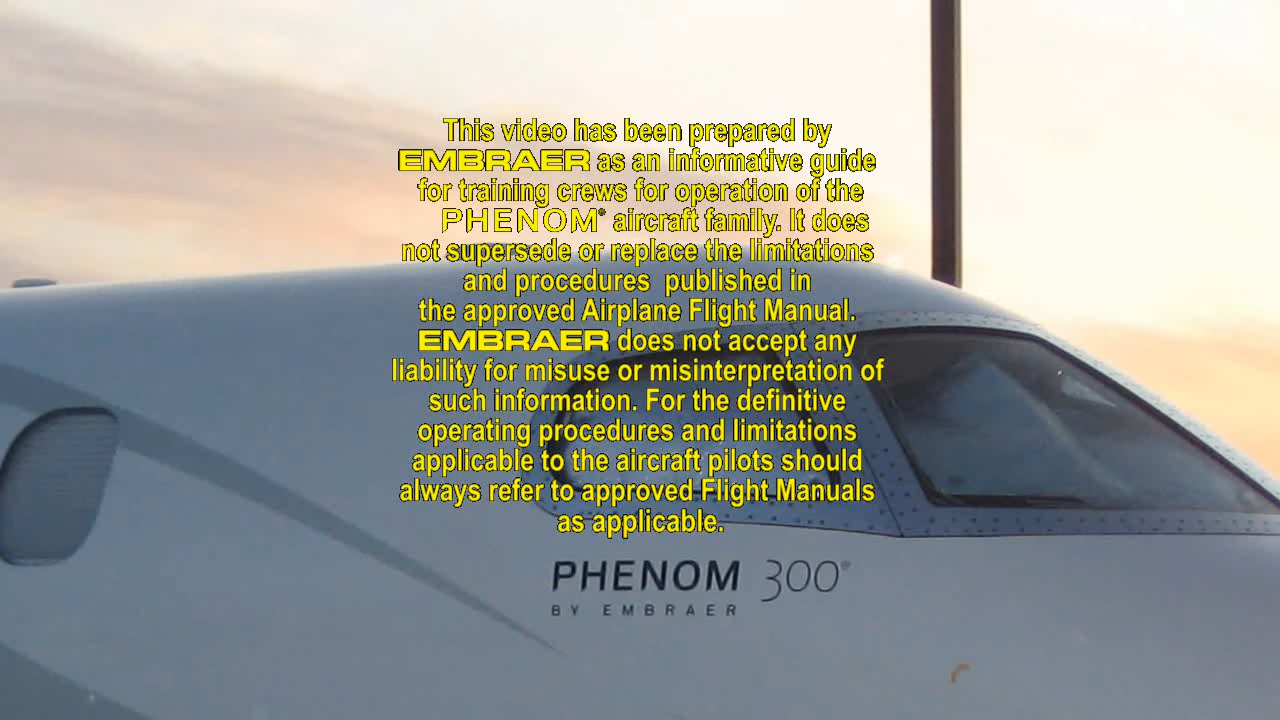 This video has been prepared by
EMBRAER as an informative guide
for training crews for operation of the
PHENOM® aircraft family. It does
not supersede or replace the limitations
and procedures published in
the approved Airplane Flight Manual.
EMBRAER does not accept any
liability for misuse or misinterpretation of
such information. For the definitive
operating procedures and limitations
applicable to the aircraft pilots should
always refer to approved Flight Manuals
as applicable.
PHENOM 300®
BY EMBRAER